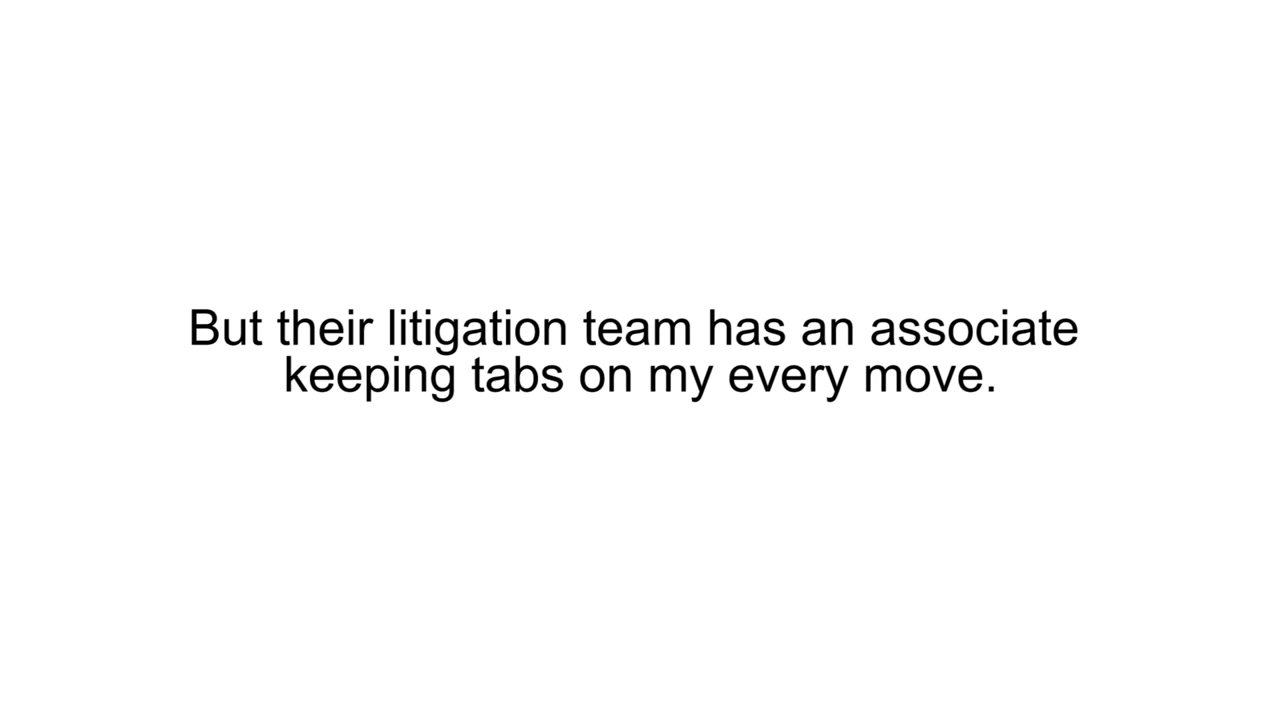 But their litigation team has an associate
keeping tabs on my every move.